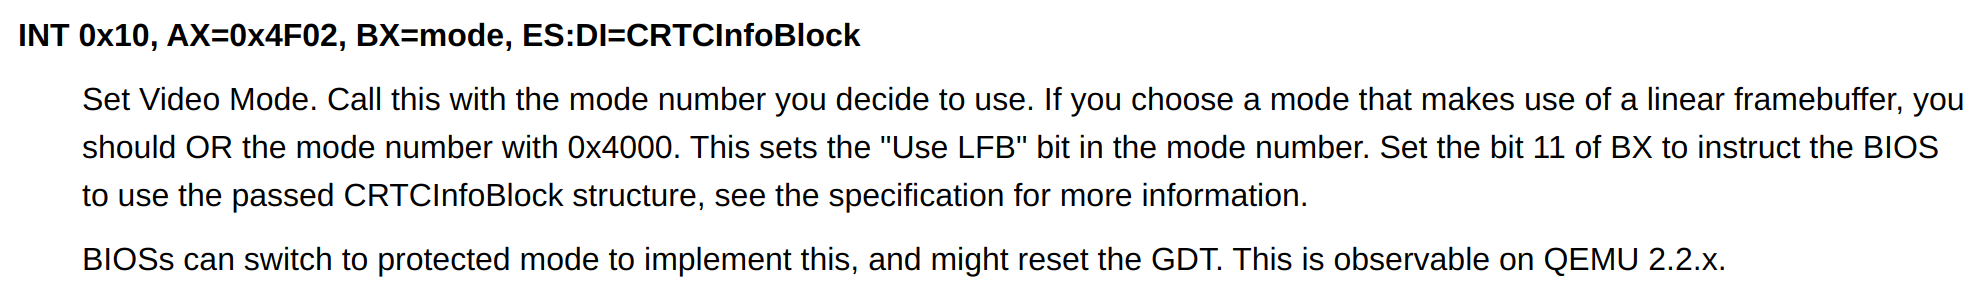 INT 0x10, AX=0x4F02, BX=mode, ES:DI=CRTCInfoBlock
Set Video Mode. Call this with the mode number you decide to use. If you choose a mode that makes use of a linear framebuffer, you
should OR the mode number with 0x4000. This sets the "Use LFB" bit in the mode number. Set the bit 11 of BX to instruct the BIOS
to use the passed CRTCInfoBlock structure, see the specification for more information.
BIOSs can switch to protected mode to implement this, and might reset the GDT. This is observable on QEMU 2.2.x.